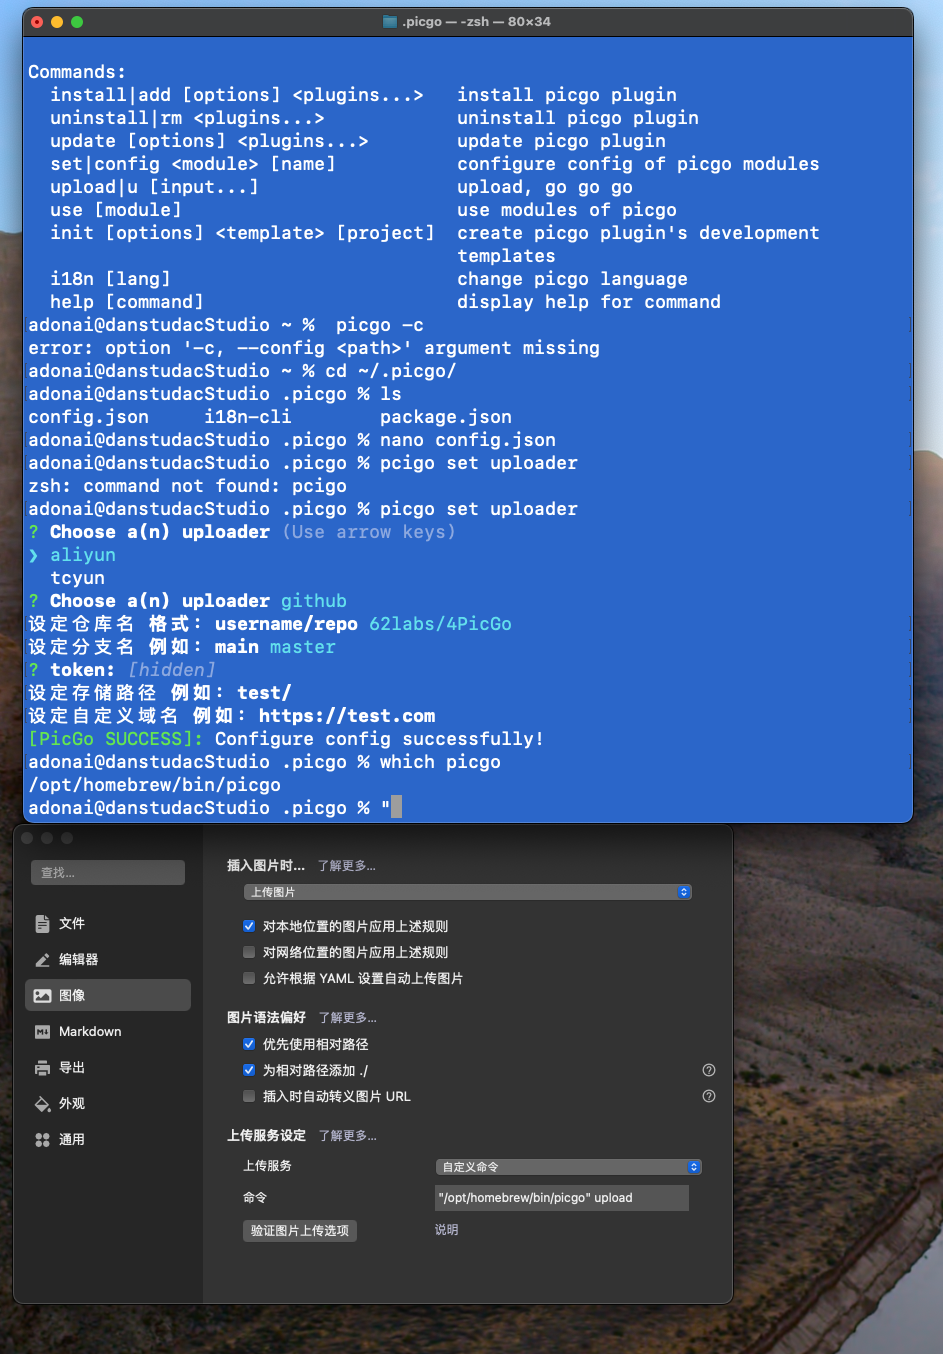 .picgo — -zsh — 80×34
Commands:
install|add [options] <plugins...> install picgo plugin
uninstall|rm <plugins...> uninstall picgo plugin
update [options] <plugins...> update picgo plugin
set|config <module> [name] configure config of picgo modules
upload|u [input...] upload, go go go
use [module] use modules of picgo
init [options] <template> [project] create picgo plugin's development
templates
i18n [lang] change picgo language
help [command] display help for command
adonai@danstudacStudio ~ %  picgo -c
error: option '-c, --config <path>' argument missing
adonai@danstudacStudio ~ % cd ~/.picgo/
adonai@danstudacStudio .picgo % ls
config.json i18n-cli package.json
adonai@danstudacStudio .picgo % nano config.json
adonai@danstudacStudio .picgo % pcigo set uploader
zsh: command not found: pcigo
adonai@danstudacStudio .picgo % picgo set uploader
? Choose a(n) uploader (Use arrow keys)
❯ aliyun
tcyun
? Choose a(n) uploader github
设定仓库名 格式：username/repo 62labs/4PicGo
设定分支名 例如：main master
? token: [hidden]
设定存储路径 例如：test/
设定自定义域名 例如：https://test.com
[PicGo SUCCESS]: Configure config successfully!
adonai@danstudacStudio .picgo % which picgo
/opt/homebrew/bin/picgo
adonai@danstudacStudio .picgo % "
查找...
文件
编辑器
图像
Markdown
导出
外观
通用
插入图片时... 了解更多...
上传图片
对本地位置的图片应用上述规则
对网络位置的图片应用上述规则
允许根据 YAML 设置自动上传图片
图片语法偏好 了解更多...
优先使用相对路径
为相对路径添加 ./
插入时自动转义图片 URL
上传服务设定 了解更多...
上传服务 自定义命令
命令 "/opt/homebrew/bin/picgo" upload
验证图片上传选项 说明